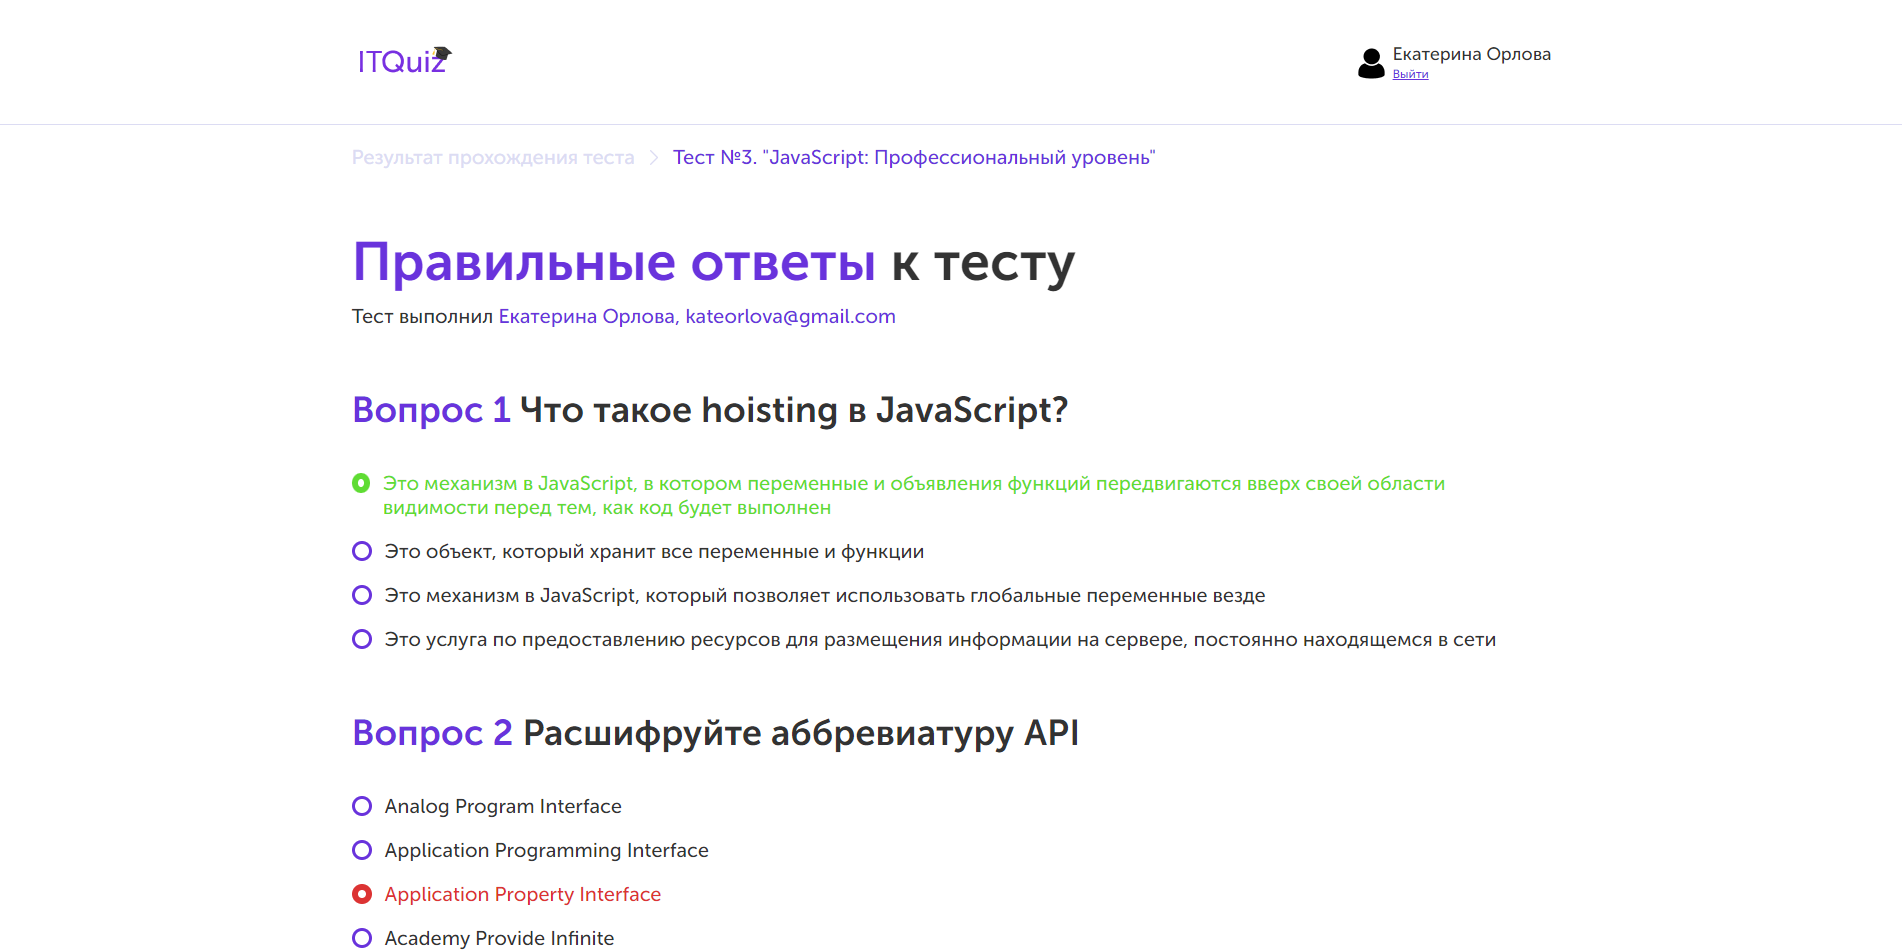 ITQuiz
Екатерина Орлова
Выйти
Результат прохождения теста
Тест №3. "JavaScript: Профессиональный уровень"
Правильные ответы к тесту
Тест выполнил Екатерина Орлова, kateorlova@gmail.com
Вопрос 1 Что такое hoisting в JavaScript?
Это механизм в JavaScript, в котором переменные и объявления функций передвигаются вверх своей области
видимости перед тем, как код будет выполнен
Это объект, который хранит все переменные и функции
Это механизм в JavaScript, который позволяет использовать глобальные переменные везде
Это услуга по предоставлению ресурсов для размещения информации на сервере, постоянно находящемся в сети
Вопрос 2 Расшифруйте аббревиатуру API
Analog Program Interface
Application Programming Interface
Application Property Interface
Academy Provide Infinite